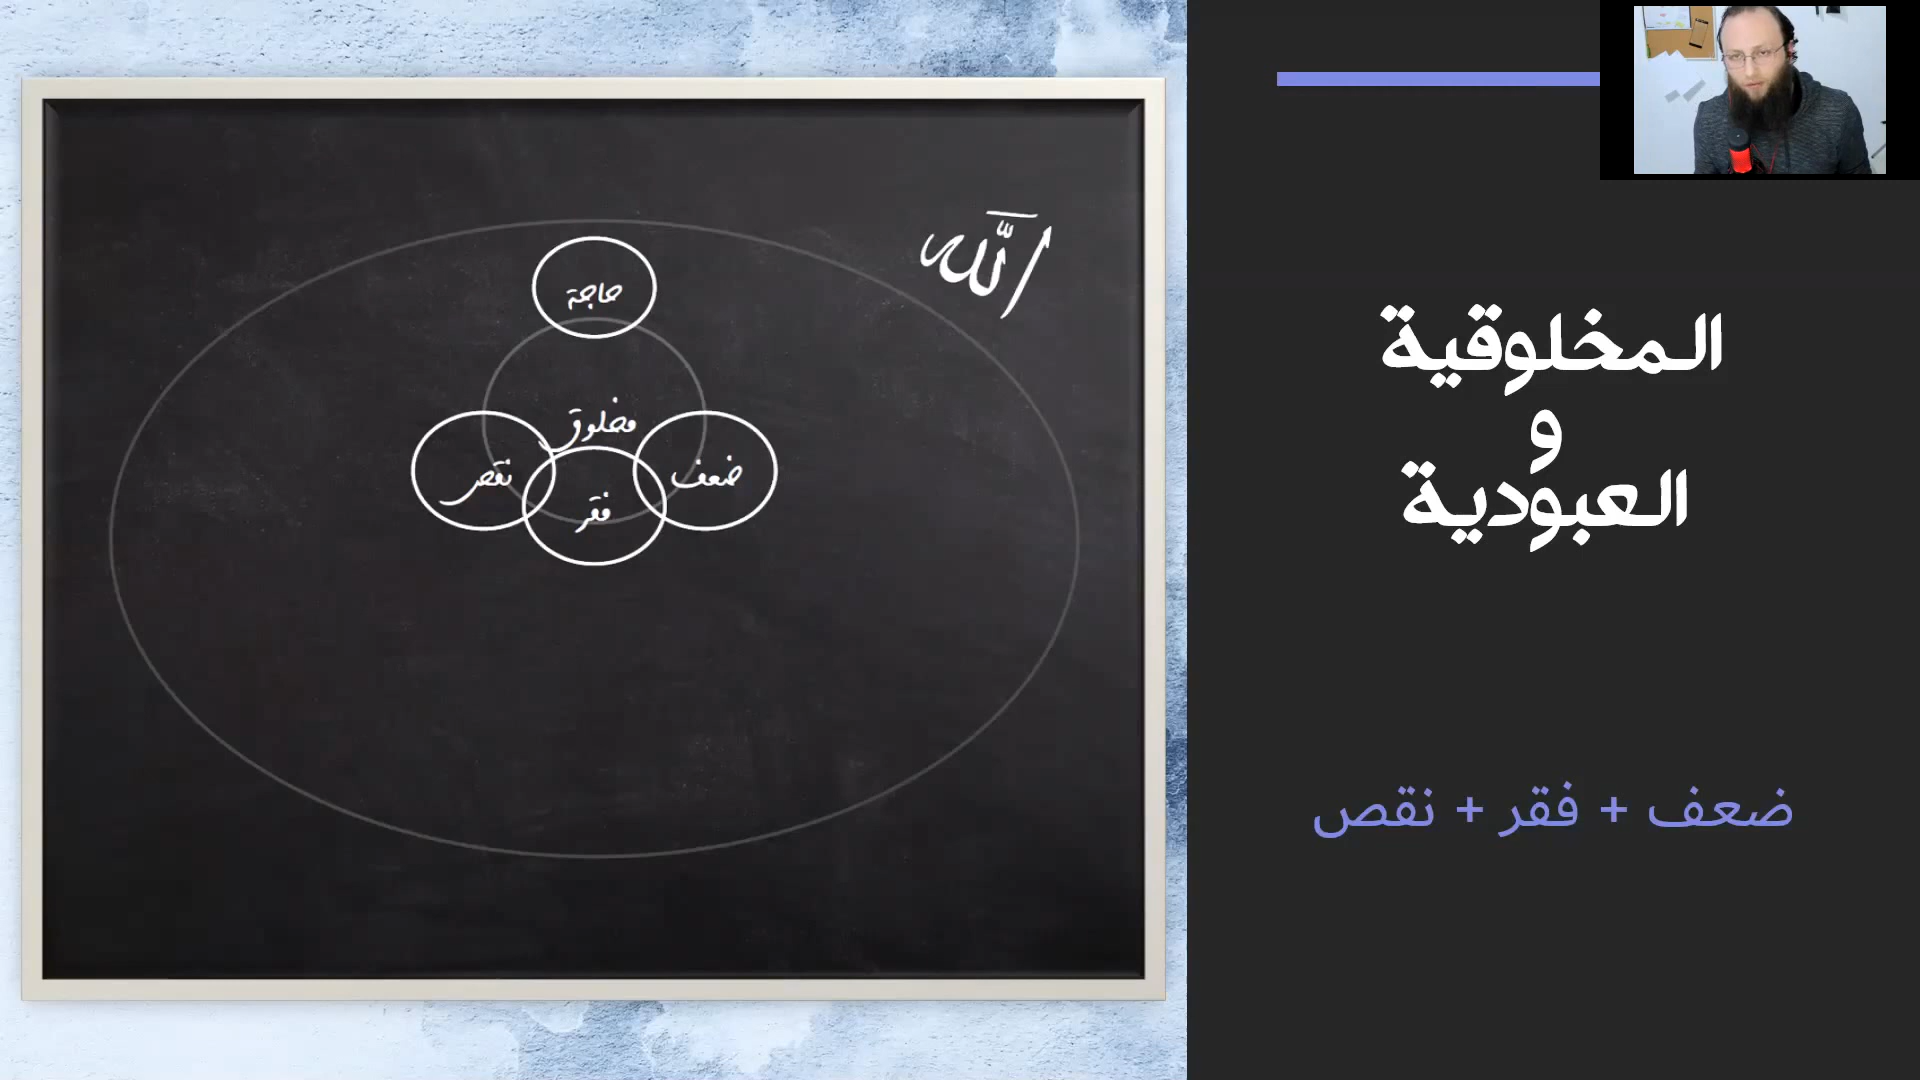 الله
حاجة
مخلوق
ضعف
نقص
فقر
المخلوقية
و
العبودية
ضعف + فقر + نقص